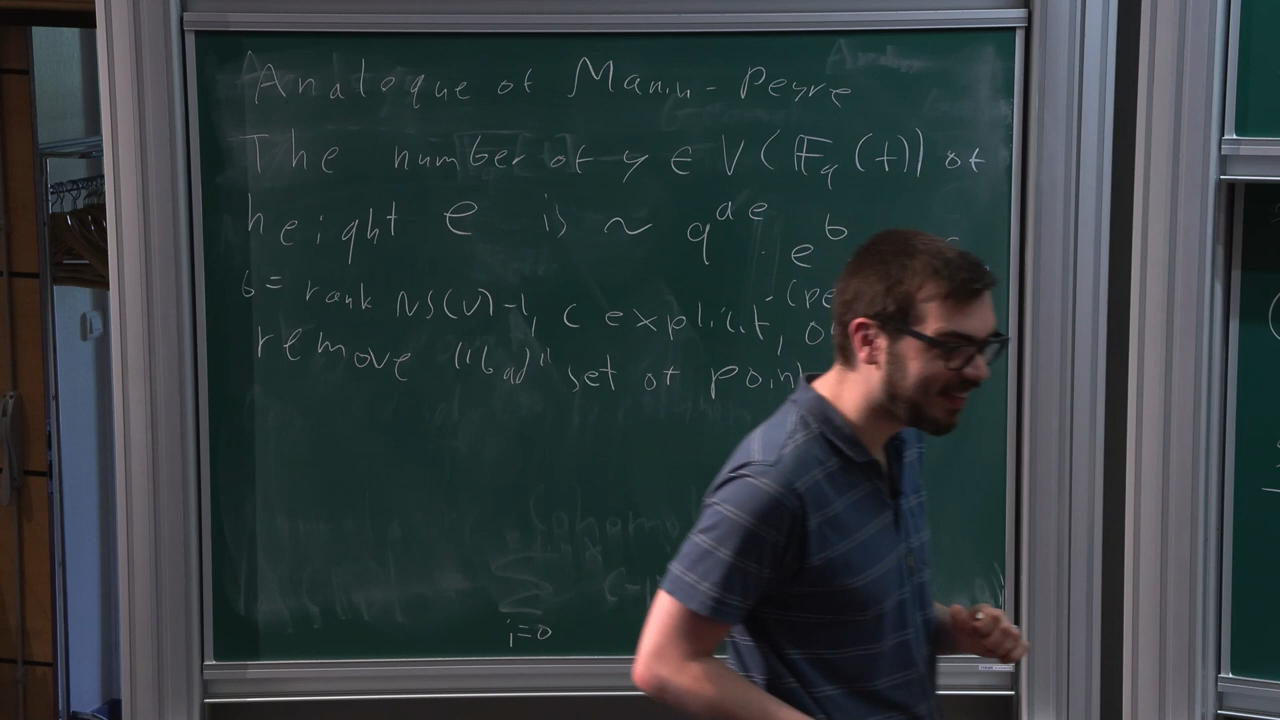 Analogue of Manin-Peyre
The number of y ∈ V(𝔽q(t)) of
height e is ~ q^{ae} · e^b
b = rank NS(V)-1, C explicit,
remove "bad" set of
i=0